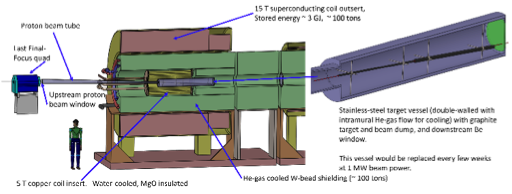 15 T superconducting coil outsert,
Stored energy ~ 3 GJ, ~ 100 tons
Proton beam tube
Last Final-
Focus quad
Upstream proton
beam window
Stainless-steel target vessel (double-walled with
intramural He-gas flow for cooling) with graphite
target and beam dump, and downstream Be
window.
This vessel would be replaced every few weeks
at 1 MW beam power.
He-gas cooled W-bead shielding (~ 100 tons)
5 T copper coil insert. Water cooled, MgO insulated